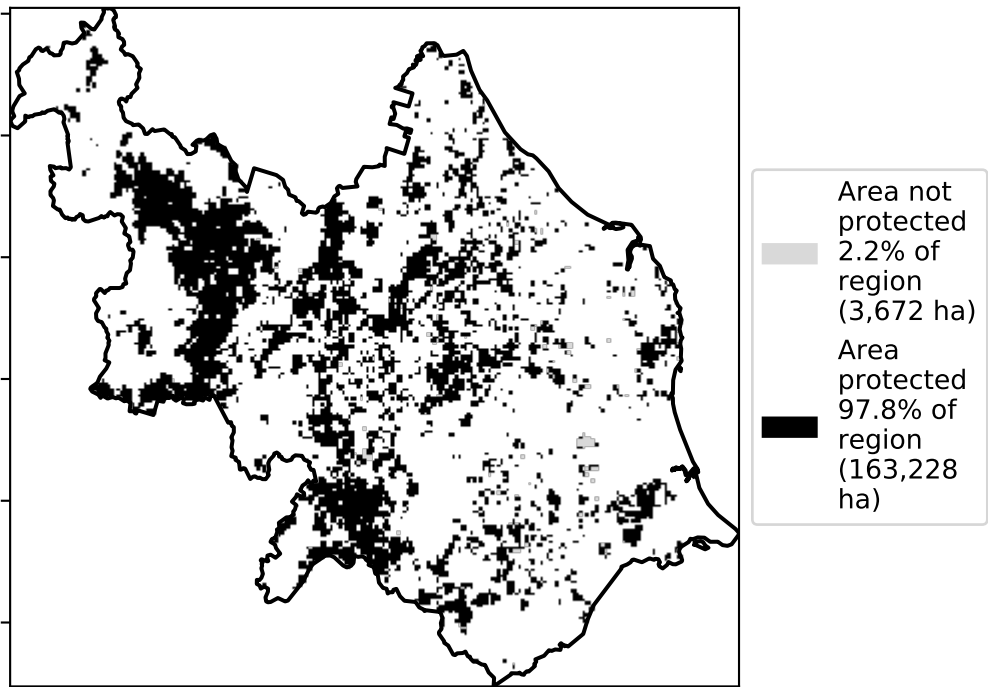 Area not
protected
2.2% of
region
(3,672 ha)
Area
protected
97.8% of
region
(163,228
ha)